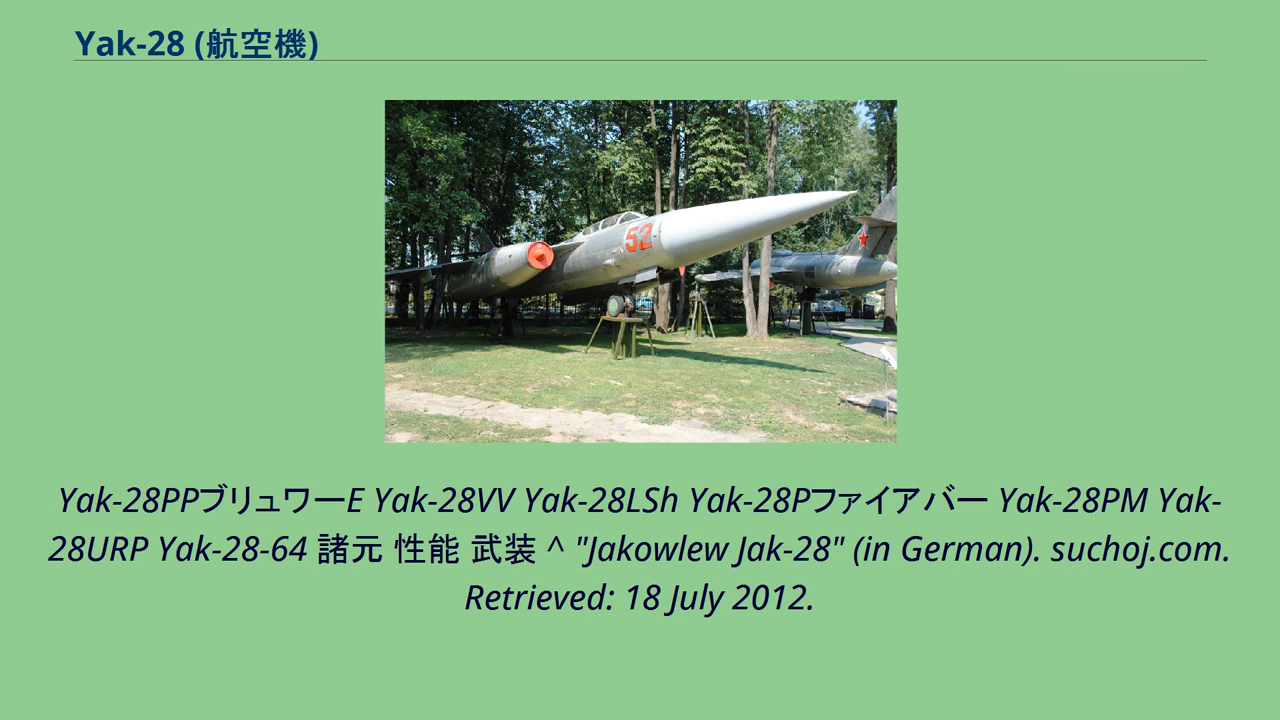 Yak-28 (航空機)
52
Yak-28PPブリュワーE Yak-28VV Yak-28LSh Yak-28Pファイアバー Yak-28PM Yak-
28URP Yak-28-64 諸元 性能 武装 ^ "Jakowlew Jak-28" (in German). suchoj.com.
Retrieved: 18 July 2012.